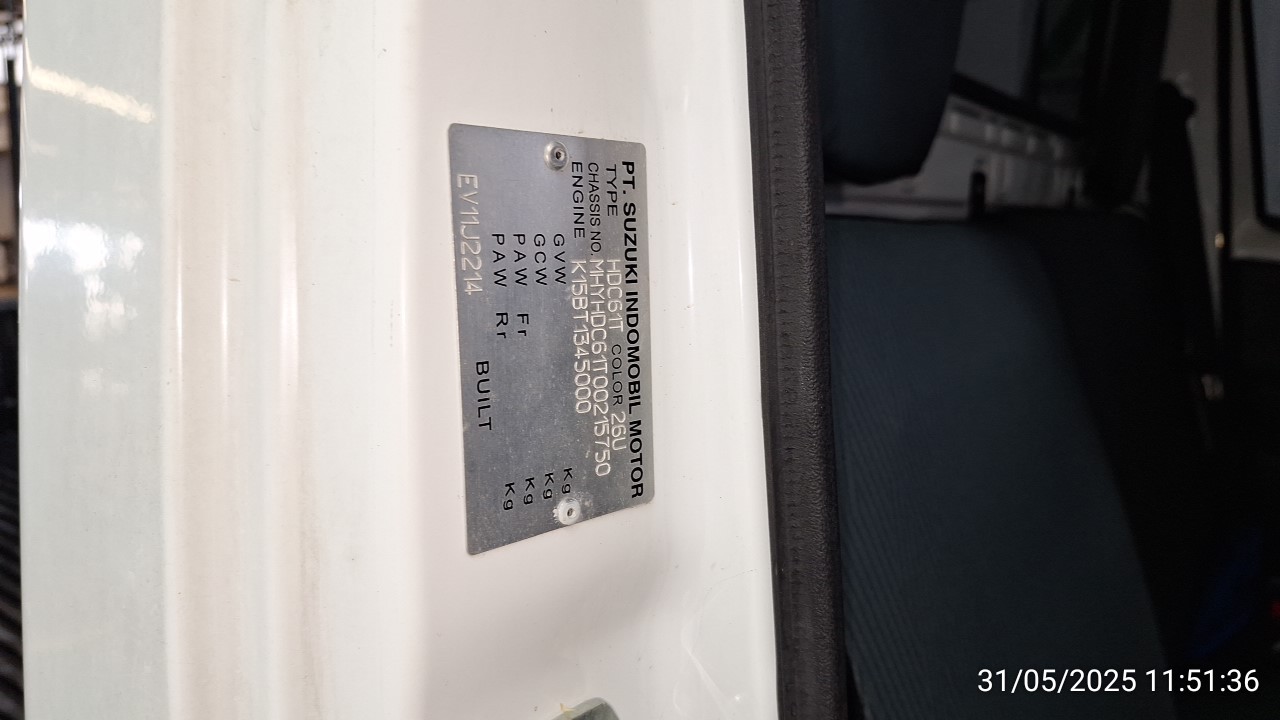 PT. SUZUKI INDOMOBIL MOTOR
TYPE HDC61T COLOR 26U
CHASSIS NO. MHYHDC61T00215750
ENGINE K15BT1345000
GVW Kg
GCW Kg
PAW Fr Kg
PAW Rr Kg
BUILT
EV11J2214
31/05/2025 11:51:36